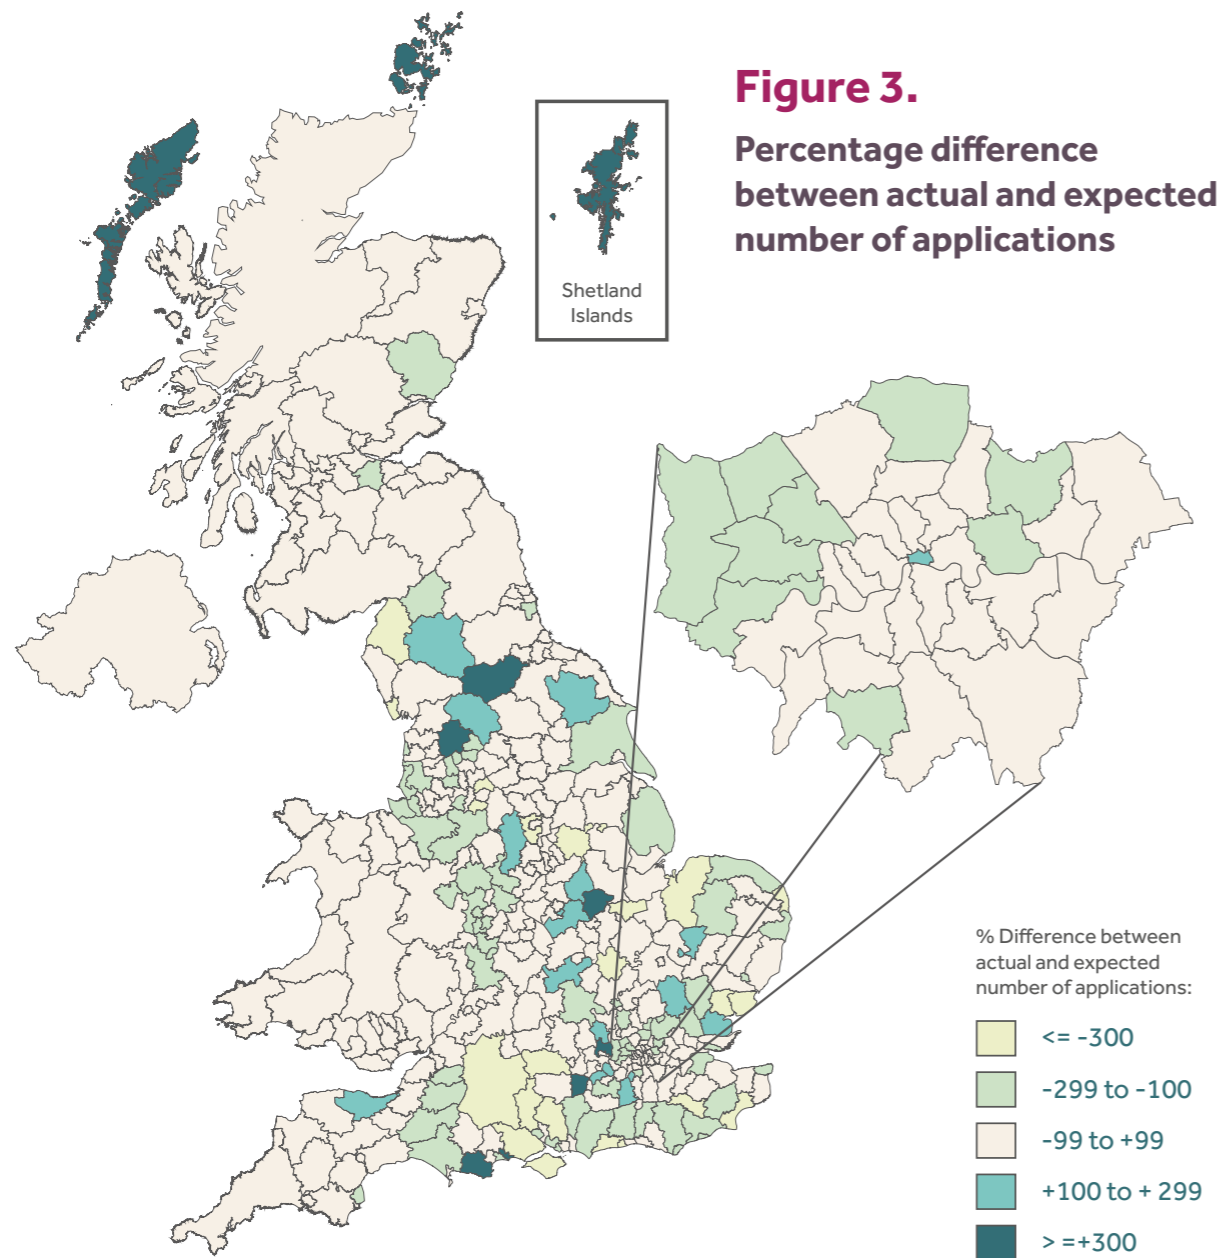 Figure 3.
Percentage difference
between actual and expected
number of applications
Shetland
Islands
% Difference between
actual and expected
number of applications:
<= -300
-299 to -100
-99 to +99
+100 to + 299
> =+300